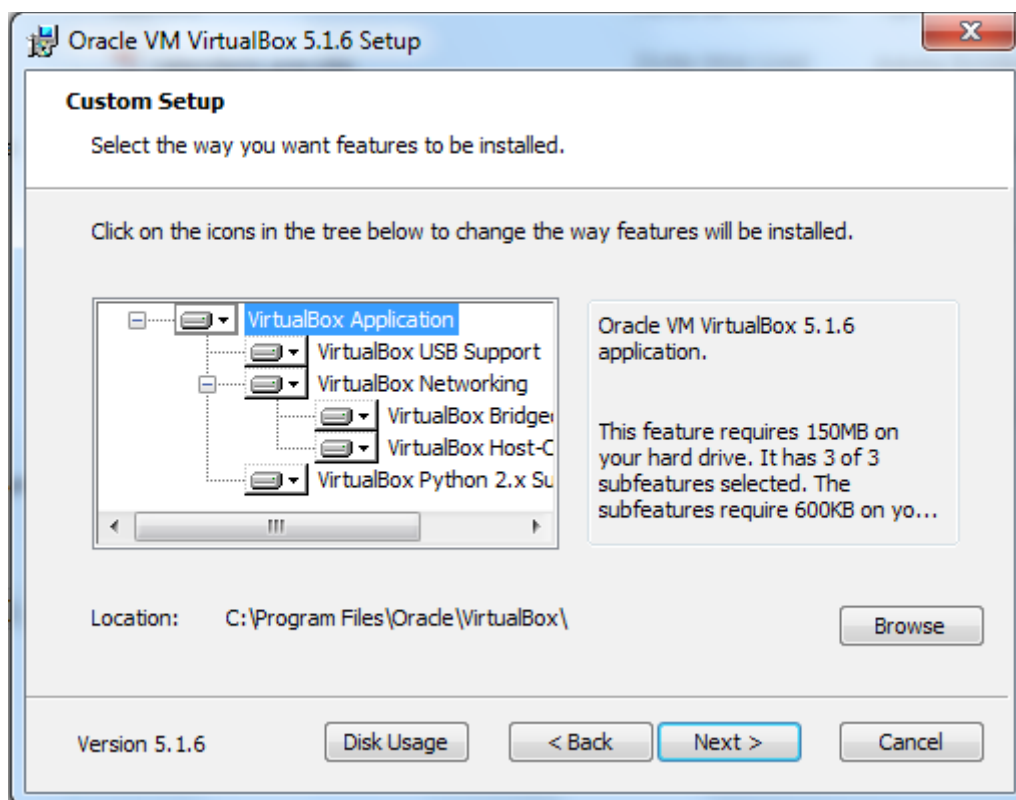 Oracle VM VirtualBox 5.1.6 Setup
Custom Setup
Select the way you want features to be installed.
Click on the icons in the tree below to change the way features will be installed.
VirtualBox Application
VirtualBox USB Support
VirtualBox Networking
VirtualBox Bridge
VirtualBox Host-C
VirtualBox Python 2.x Su
Oracle VM VirtualBox 5.1.6
application.
This feature requires 150MB on
your hard drive. It has 3 of 3
subfeatures selected. The
subfeatures require 600KB on yo...
Location: C:\Program Files\Oracle\VirtualBox\
Browse
Version 5.1.6
Disk Usage
< Back
Next >
Cancel